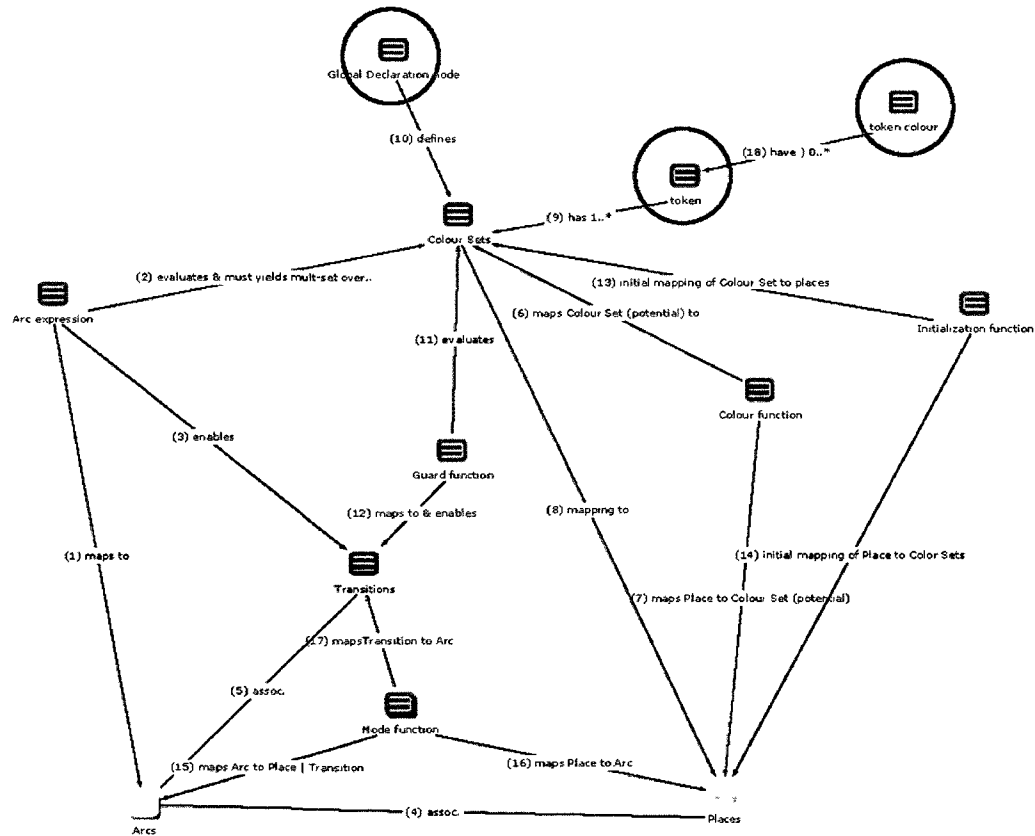 Global Declaration node
token colour
(10) defines
(18) have ) 0..*
token
(9) has 1..*
Colour Sets
(2) evaluates & must yields mult-set over..
(13) initial mapping of Colour Set to places
Arc expression
(6) maps Colour Set (potential) to
Initialization function
(11) evaluates
Colour function
(3) enables
Guard function
(12) maps to & enables
(8) mapping to
(1) maps to
(14) initial mapping of Place to Color Sets
Transitions
(7) maps Place to Colour Set (potential)
(17) mapsTransition to Arc
(5) assoc.
Mode function
(15) maps Arc to Place | Transition
(16) maps Place to Arc
(4) assoc.
Arcs
Places